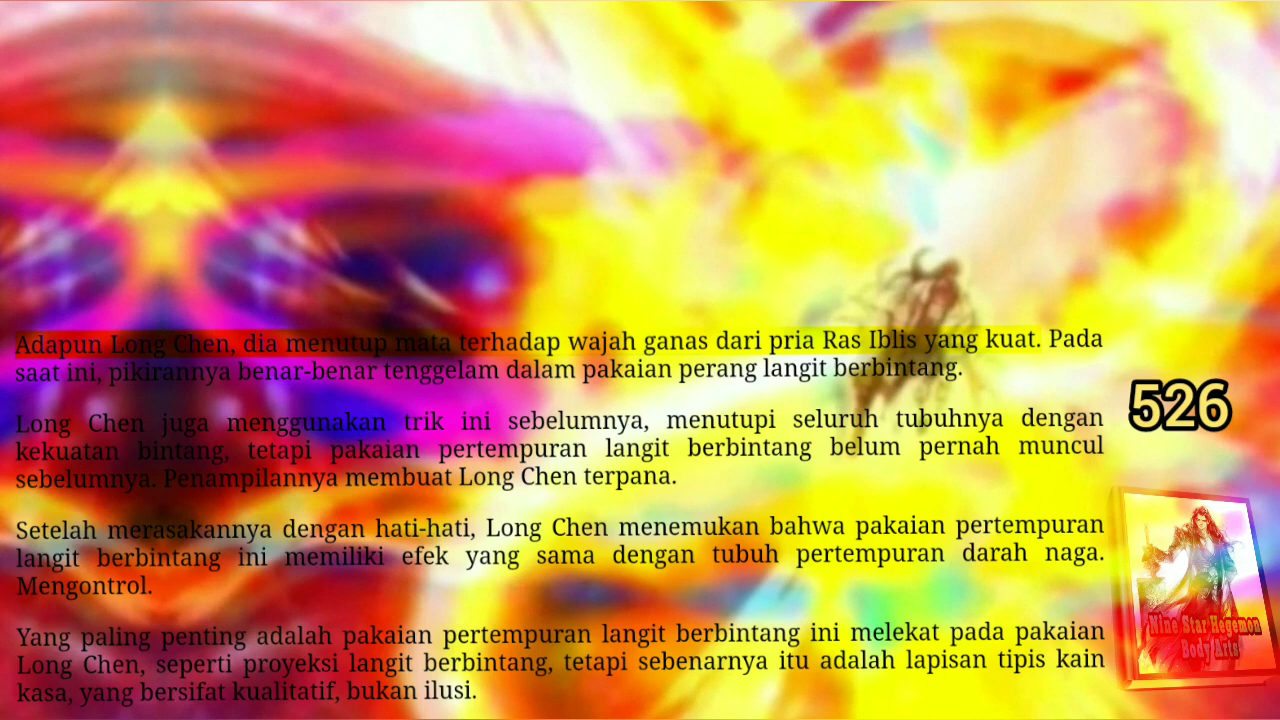 Adapun Long Chen, dia menutup mata terhadap wajah ganas dari pria Ras Iblis yang kuat. Pada
saat ini, pikirannya benar-benar tenggelam dalam pakaian perang langit berbintang.
Long Chen juga menggunakan trik ini sebelumnya, menutupi seluruh tubuhnya dengan
kekuatan bintang, tetapi pakaian pertempuran langit berbintang belum pernah muncul
sebelumnya. Penampilannya membuat Long Chen terpana.
Setelah merasakannya dengan hati-hati, Long Chen menemukan bahwa pakaian pertempuran
langit berbintang ini memiliki efek yang sama dengan tubuh pertempuran darah naga.
Mengontrol.
Yang paling penting adalah pakaian pertempuran langit berbintang ini melekat pada pakaian
Long Chen, seperti proyeksi langit berbintang, tetapi sebenarnya itu adalah lapisan tipis kain
kasa, yang bersifat kualitatif, bukan ilusi.
526
Nine Star Hegemon
Body Arts